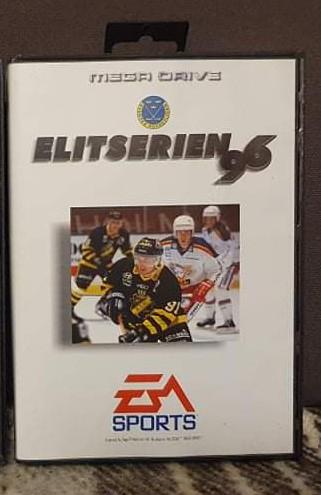 MEGA DRIVE
ELITSERIEN 96
EA
SPORTS